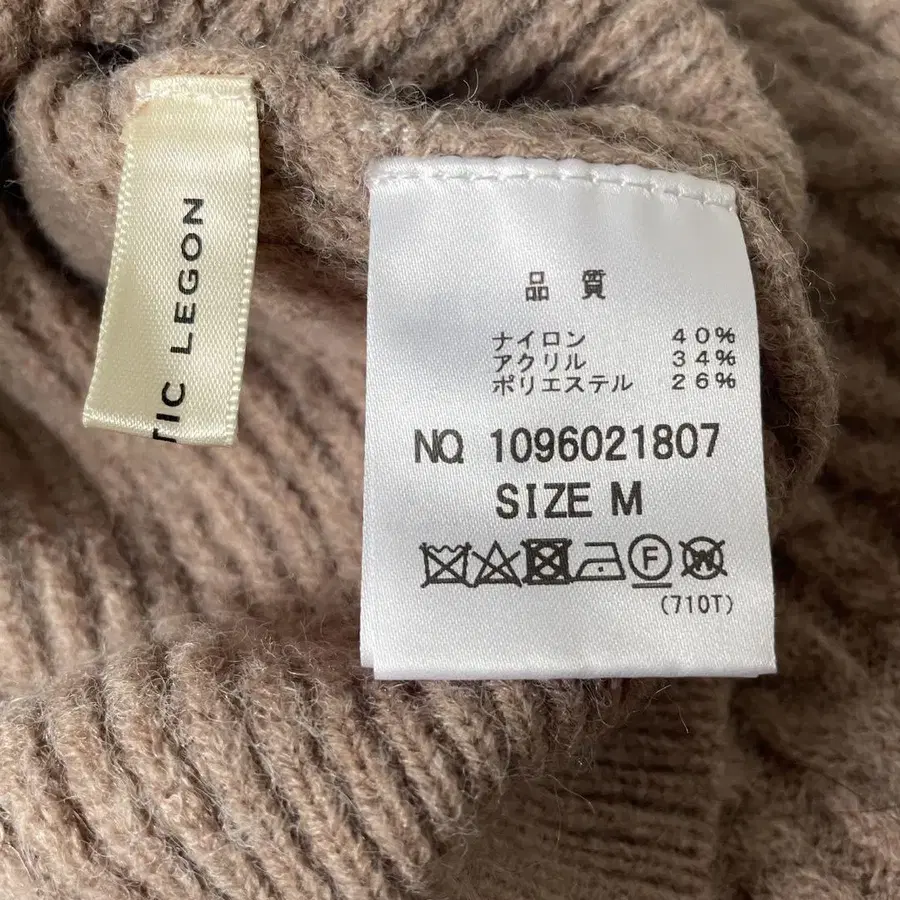 TIC LEGON
品質
ナイロン 40%
アクリル 34%
ポリエステル 26%
NO 1096021807
SIZE M
F W
(710T)